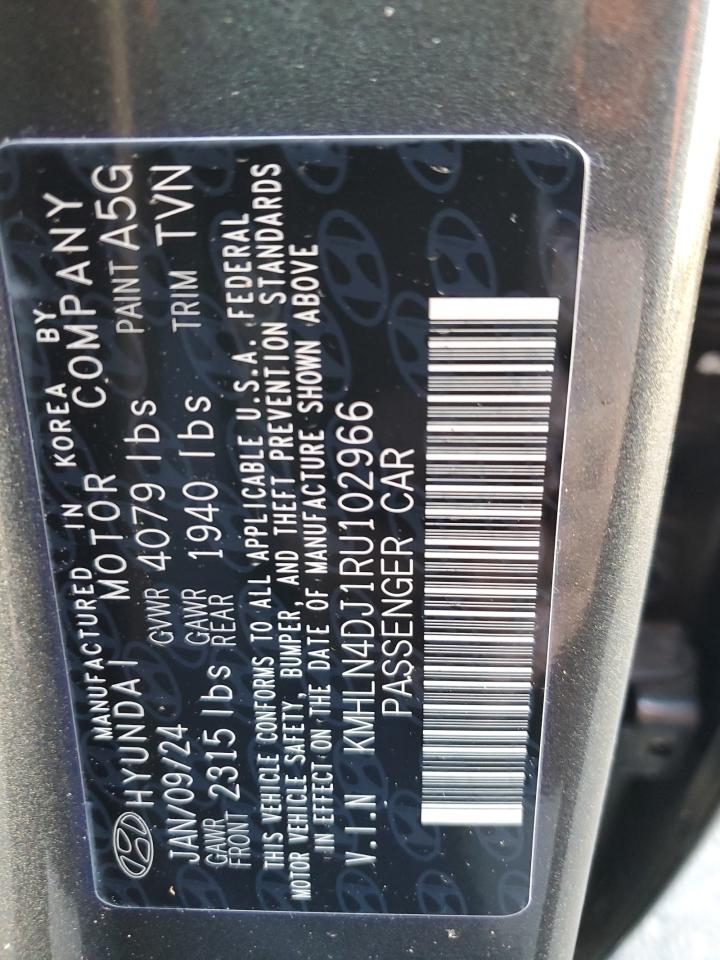 MANUFACTURED IN KOREA BY
HYUNDAI MOTOR COMPANY
JAN/09/24 GVWR 4079 lbs PAINT A5G
GAWR FRONT 2315 lbs GAWR REAR 1940 lbs TRIM TVN
THIS VEHICLE CONFORMS TO ALL APPLICABLE U.S.A. FEDERAL
MOTOR VEHICLE SAFETY, BUMPER, AND THEFT PREVENTION STANDARDS
IN EFFECT ON THE DATE OF MANUFACTURE SHOWN ABOVE
V.I.N KMHLN4DJ1RU102966
PASSENGER CAR